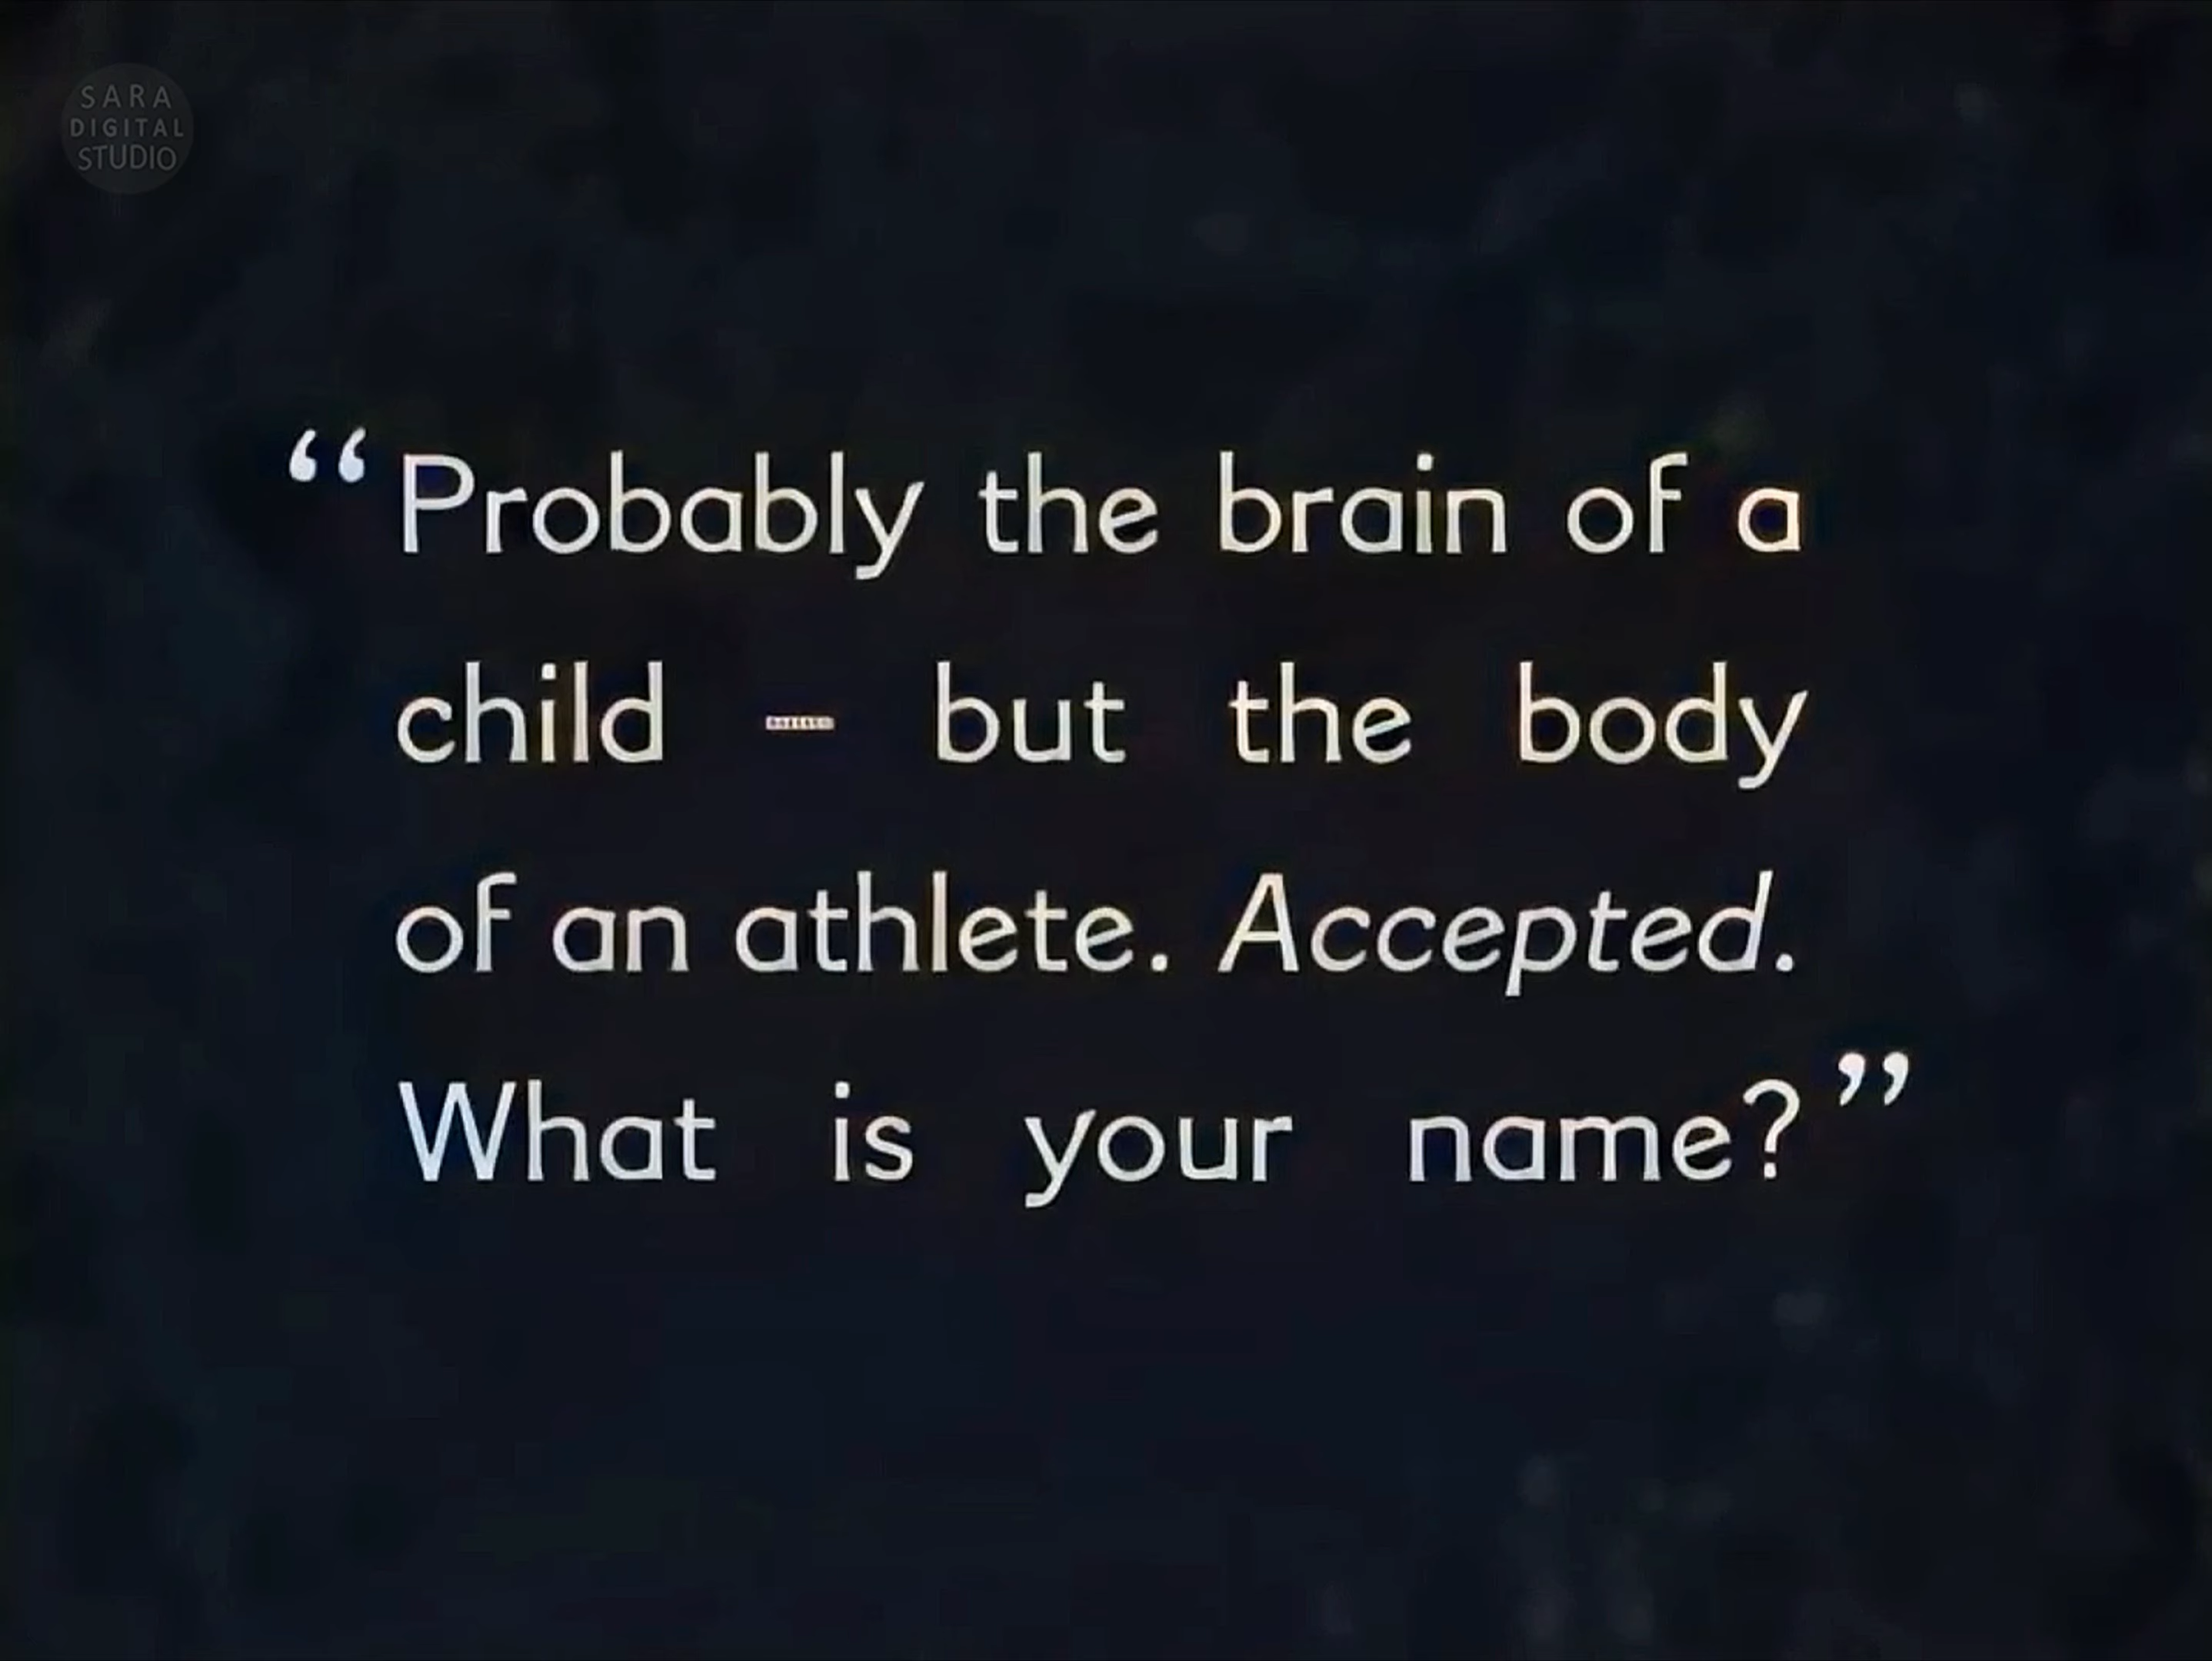 SARA
DIGITAL
STUDIO
“Probably the brain of a
child – but the body
of an athlete. Accepted.
What is your name?”